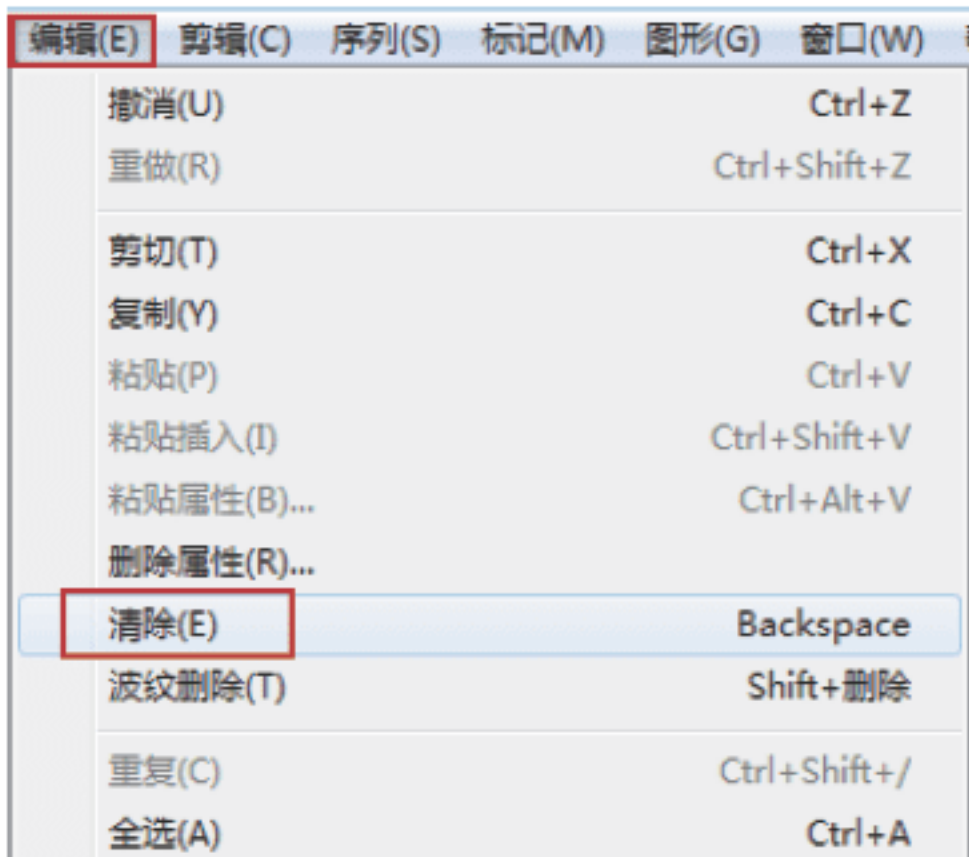 编辑(E) 剪辑(C) 序列(S) 标记(M) 图形(G) 窗口(W)
撤消(U) Ctrl+Z
重做(R) Ctrl+Shift+Z
剪切(T) Ctrl+X
复制(Y) Ctrl+C
粘贴(P) Ctrl+V
粘贴插入(I) Ctrl+Shift+V
粘贴属性(B)... Ctrl+Alt+V
删除属性(R)...
清除(E) Backspace
波纹删除(T) Shift+删除
重复(C) Ctrl+Shift+/
全选(A) Ctrl+A